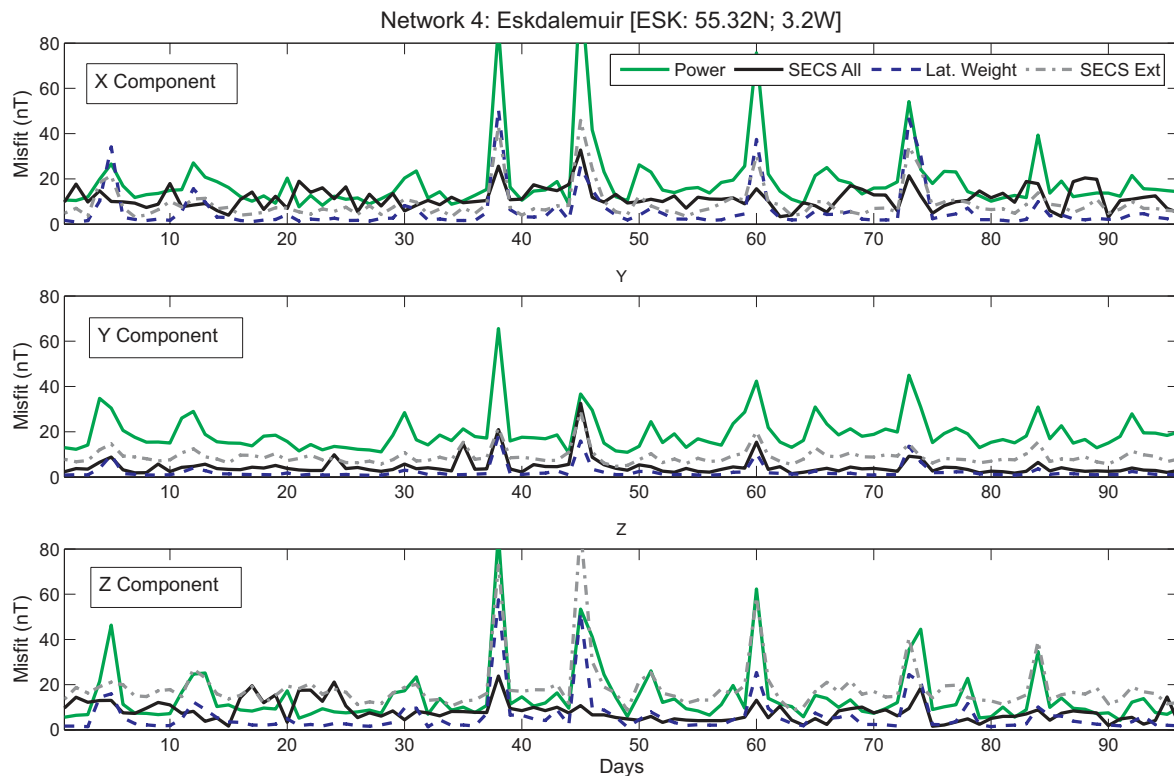 Network 4: Eskdalemuir [ESK: 55.32N; 3.2W]
80
60
40
20
0
Misfit (nT)
X Component
Power SECS All Lat. Weight SECS Ext
10 20 30 40 50 60 70 80 90
Y
80
60
40
20
0
Misfit (nT)
Y Component
10 20 30 40 50 60 70 80 90
Z
80
60
40
20
0
Misfit (nT)
Z Component
10 20 30 40 50 60 70 80 90
Days